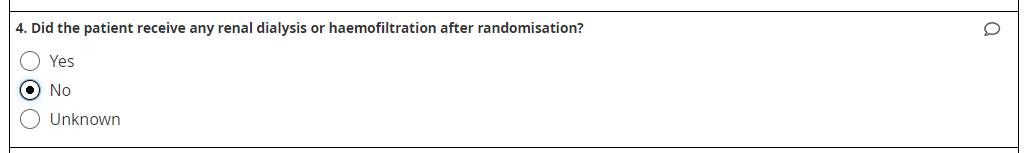 4. Did the patient receive any renal dialysis or haemofiltration after randomisation?
Yes
No
Unknown